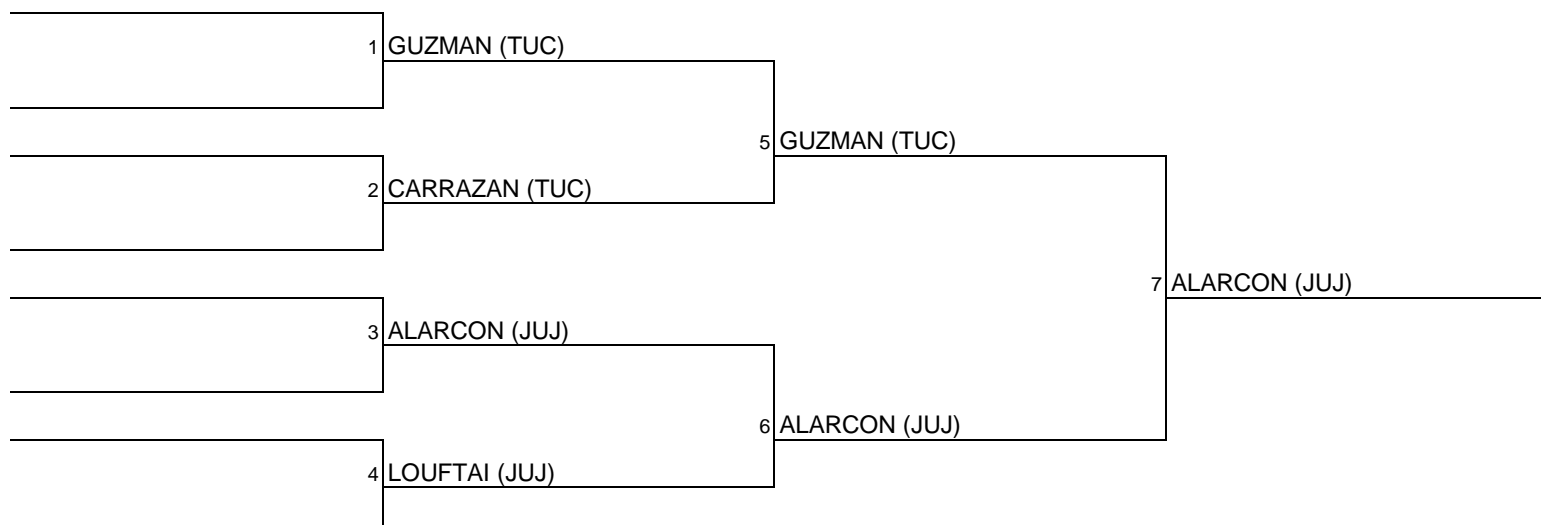 1 GUZMAN (TUC)
5 GUZMAN (TUC)
2 CARRAZAN (TUC)
7 ALARCON (JUJ)
3 ALARCON (JUJ)
6 ALARCON (JUJ)
4 LOUFTAI (JUJ)